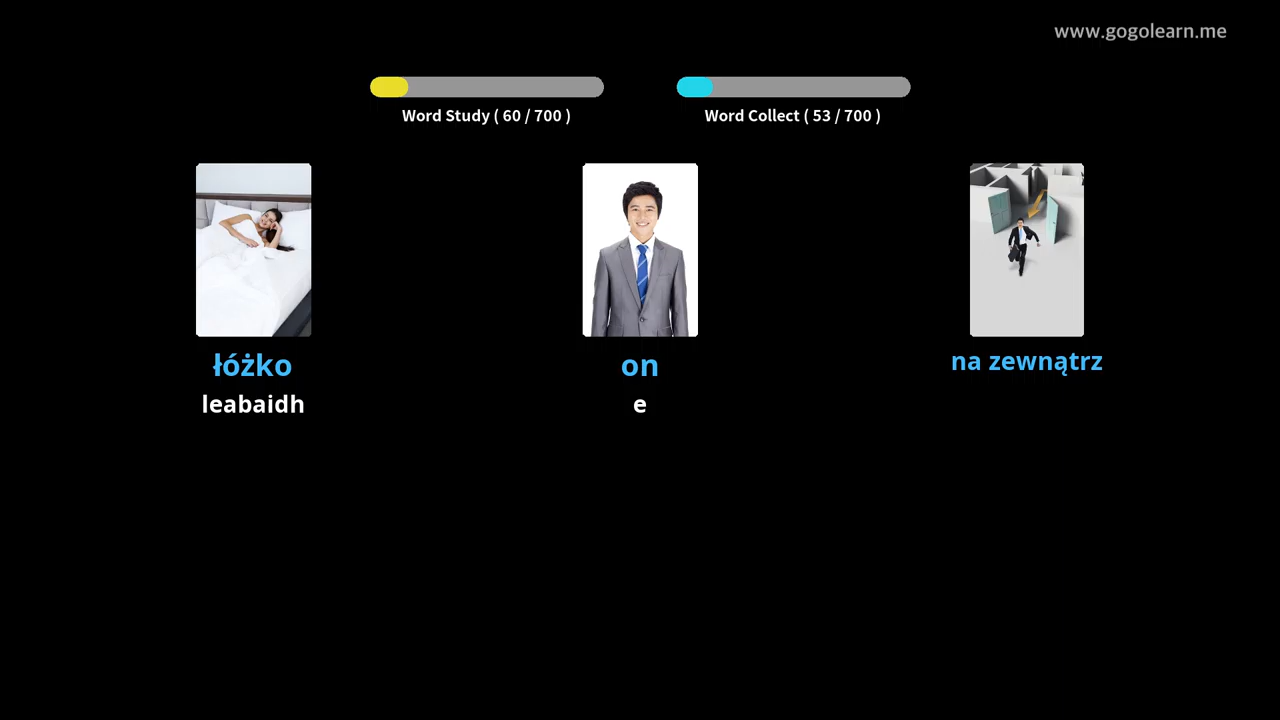 www.gogolearn.me
Word Study ( 60 / 700 )
Word Collect ( 53 / 700 )
łóżko
on
na zewnątrz
leabaidh
e